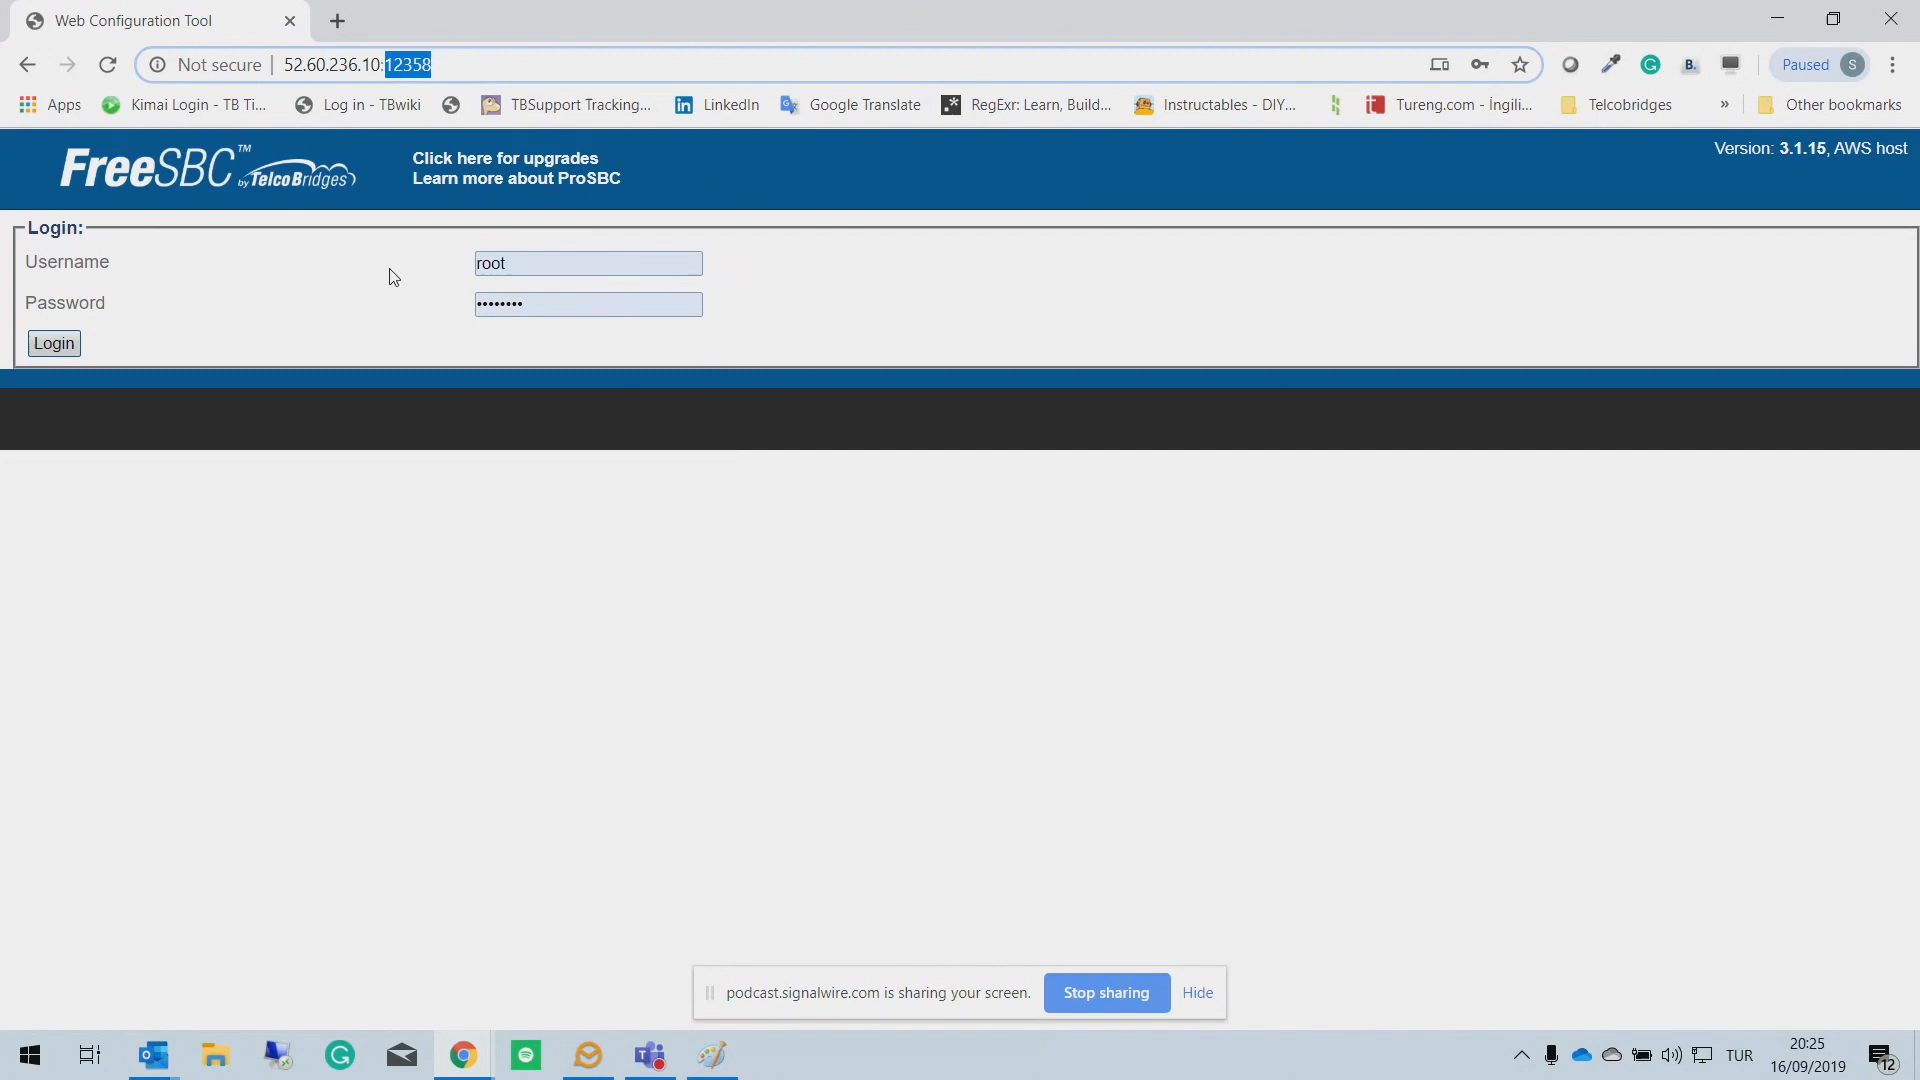 Web Configuration Tool
Not secure | 52.60.236.10:12358
Paused S
Apps Kimai Login - TB Ti... Log in - TBwiki TBSupport Tracking... LinkedIn Google Translate RegExr: Learn, Build... Instructables - DIY... Tureng.com - İngili... Telcobridges » Other bookmarks
FreeSBC™ by TelcoBridges
Click here for upgrades
Learn more about ProSBC
Version: 3.1.15, AWS host
Login:
Username root
Password ••••••••
Login
podcast.signalwire.com is sharing your screen. Stop sharing Hide
TUR
20:25
16/09/2019
12